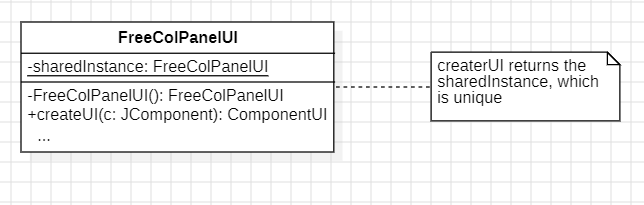 FreeColPanelUI
-sharedInstance: FreeColPanelUI
-FreeColPanelUI(): FreeColPanelUI
+createUI(c: JComponent): ComponentUI
...
createrUI returns the
sharedInstance, which
is unique